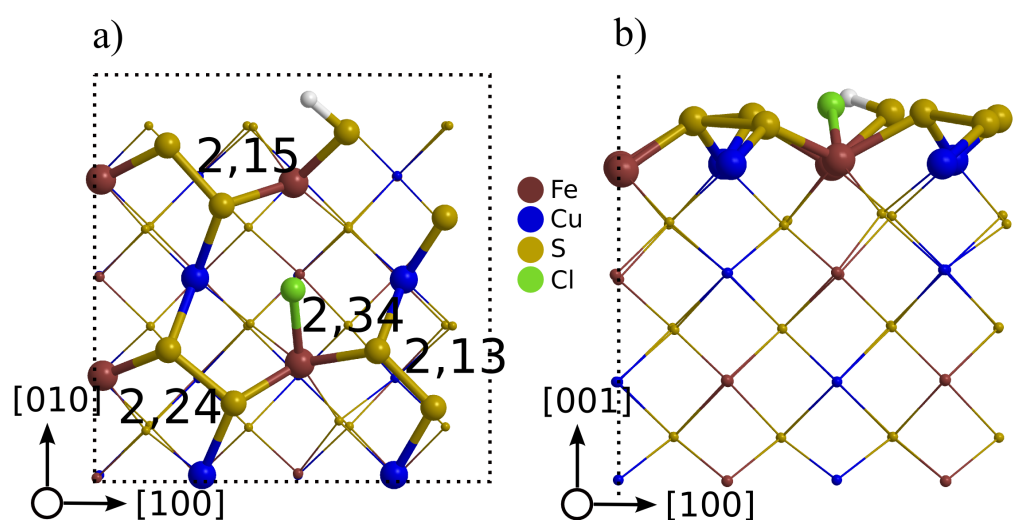 a)
b)
2,15
Fe
Cu
S
Cl
2,34
2,13
2,24
[010]
[100]
[001]
[100]